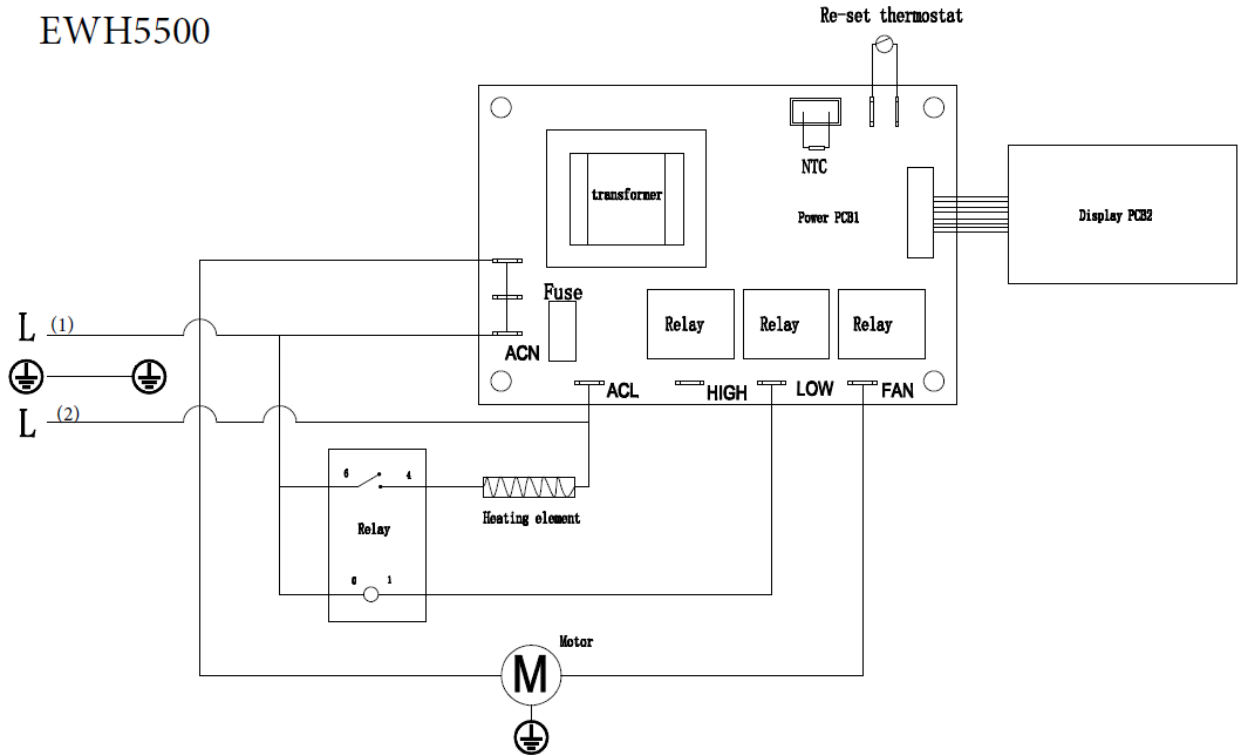 EWH5500
Re-set thermostat
transformer
NTC
Power PCB1
Display PCB2
Fuse
Relay
Relay
Relay
L (1)
ACN
ACL
HIGH
LOW
FAN
L (2)
6
4
Heating element
Relay
0
1
Motor
M